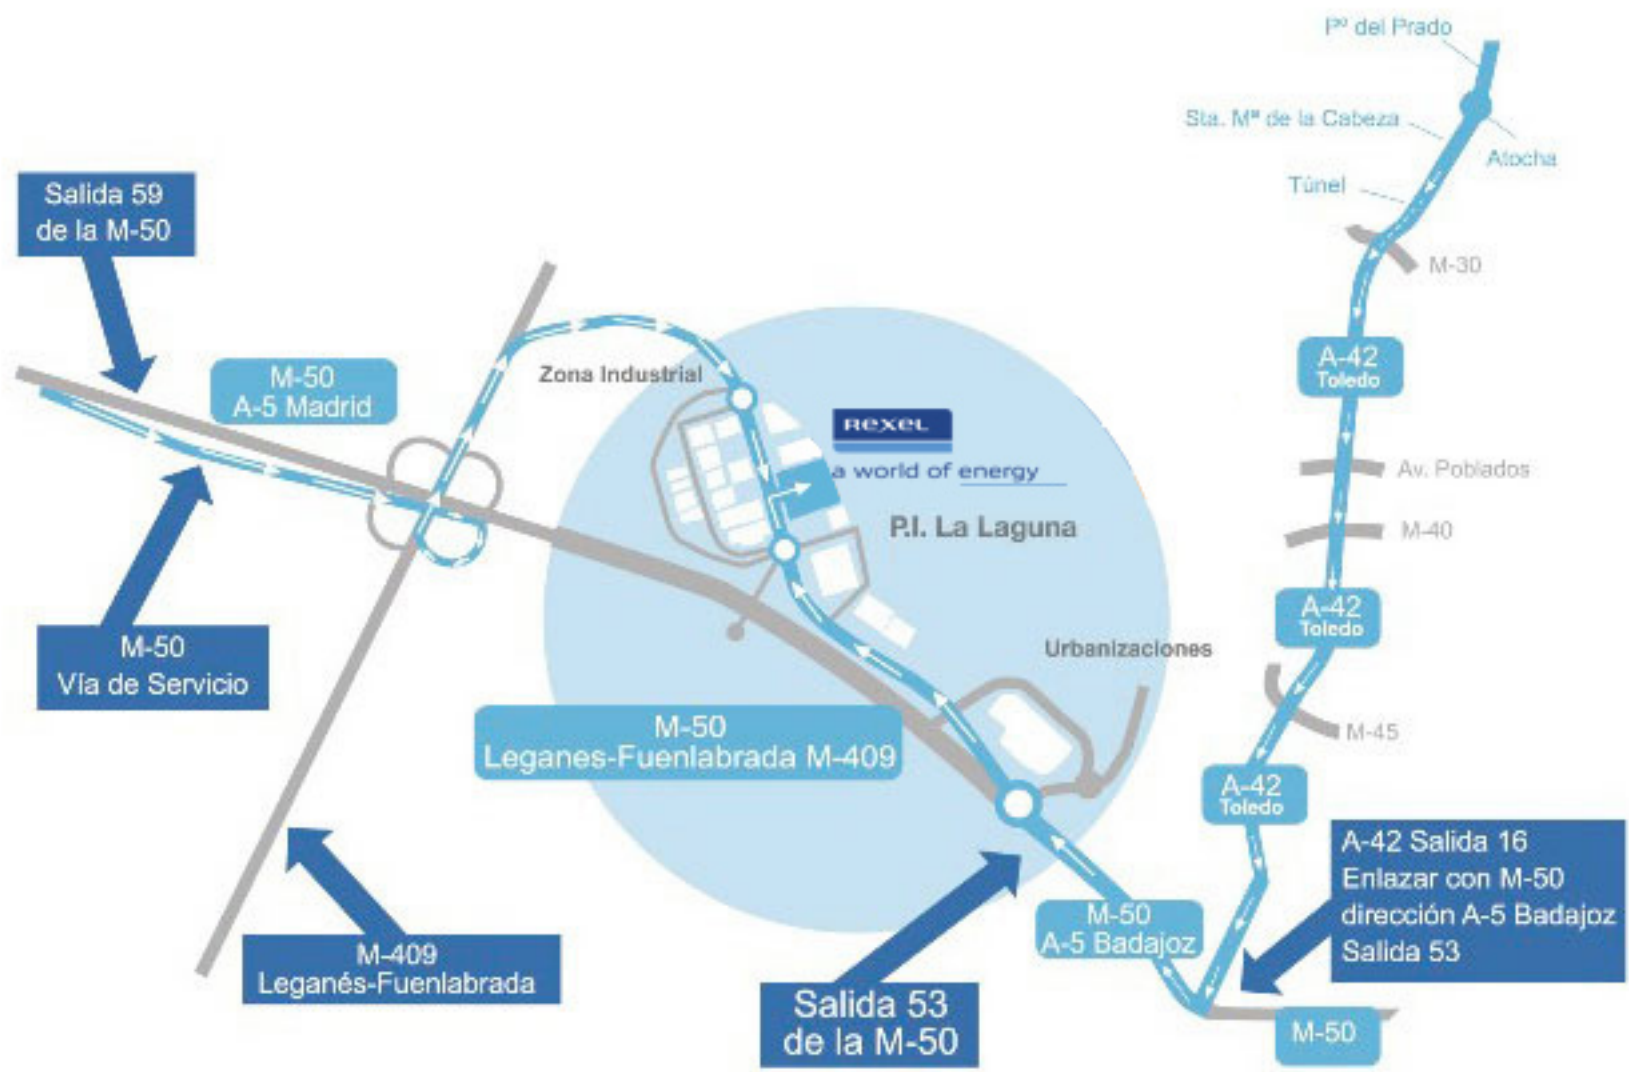 Pº del Prado
Sta. Mª de la Cabeza
Atocha
Túnel
M-30
Salida 59
de la M-50
M-50
A-5 Madrid
Zona Industrial
REXEL
a world of energy
P.I. La Laguna
A-42
Toledo
Av. Poblados
M-40
A-42
Toledo
M-50
Vía de Servicio
Urbanizaciones
M-50
Leganes-Fuenlabrada M-409
M-45
A-42
Toledo
A-42 Salida 16
Enlazar con M-50
dirección A-5 Badajoz
Salida 53
M-50
A-5 Badajoz
M-409
Leganés-Fuenlabrada
Salida 53
de la M-50
M-50